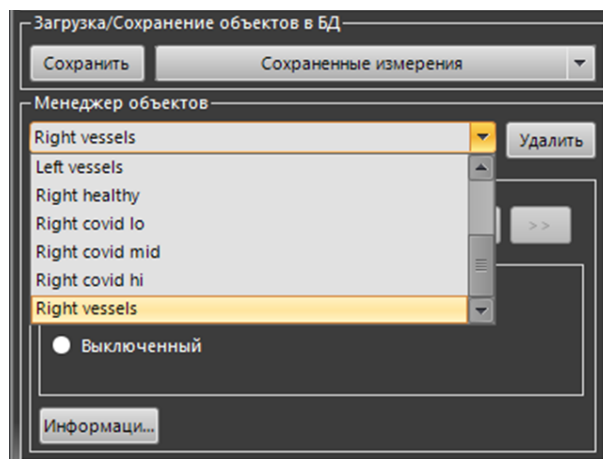 Загрузка/Сохранение объектов в БД
Сохранить Сохраненные измерения
Менеджер объектов
Right vessels Удалить
Left vessels
Right healthy
Right covid lo >>
Right covid mid
Right covid hi
Right vessels
Выключенный
Информаци...